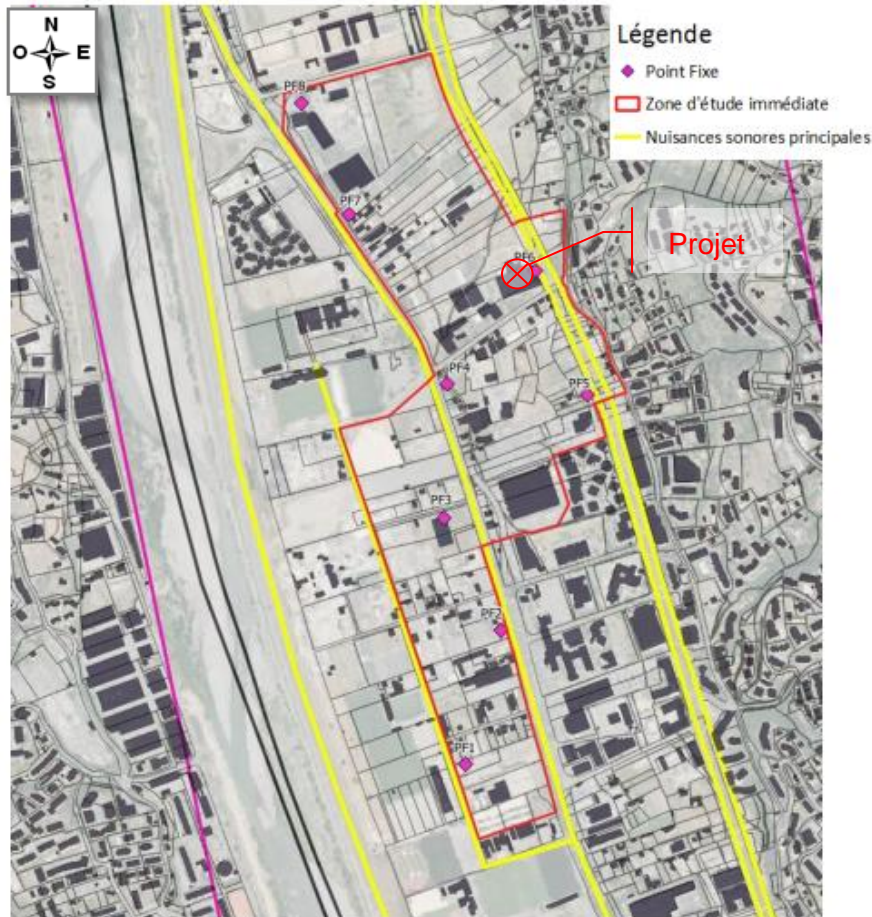 N
O E
S
Légende
Point Fixe
Zone d'étude immédiate
Nuisances sonores principales
PF8
PF7
PF6
Projet
PF4
PF5
PF3
PF2
PF1